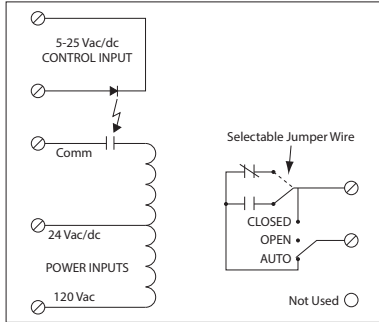 5-25 Vac/dc
CONTROL INPUT
Comm
24 Vac/dc
POWER INPUTS
120 Vac
Selectable Jumper Wire
CLOSED
OPEN
AUTO
Not Used